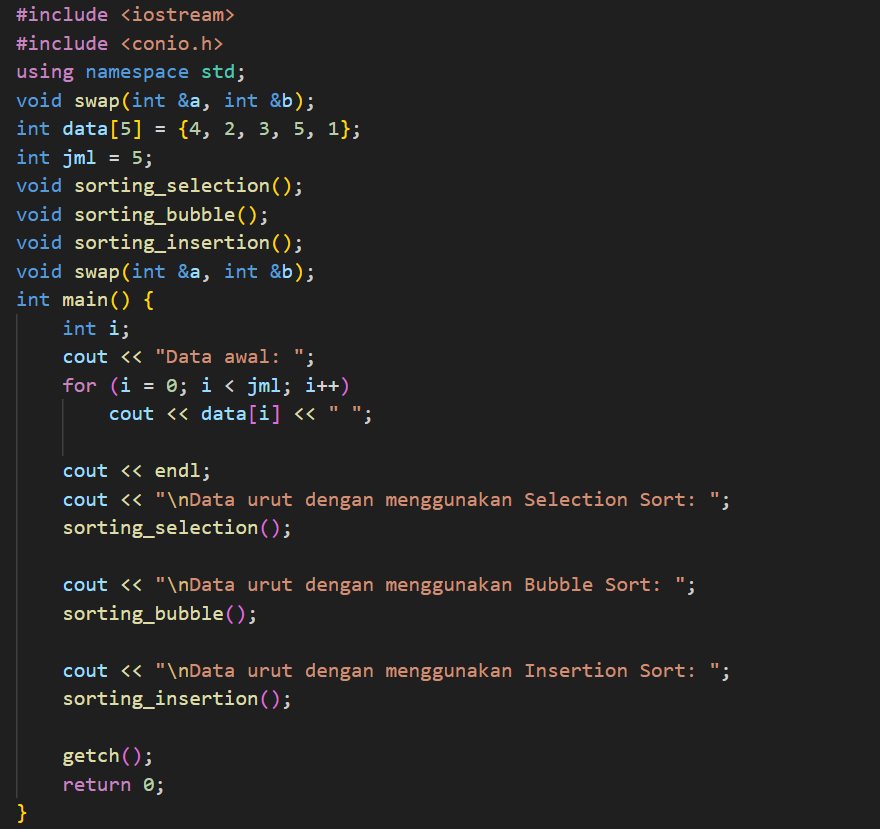 #include <iostream>
#include <conio.h>
using namespace std;
void swap(int &a, int &b);
int data[5] = {4, 2, 3, 5, 1};
int jml = 5;
void sorting_selection();
void sorting_bubble();
void sorting_insertion();
void swap(int &a, int &b);
int main() {
    int i;
    cout << "Data awal: ";
    for (i = 0; i < jml; i++)
        cout << data[i] << " ";

    cout << endl;
    cout << "\nData urut dengan menggunakan Selection Sort: ";
    sorting_selection();

    cout << "\nData urut dengan menggunakan Bubble Sort: ";
    sorting_bubble();

    cout << "\nData urut dengan menggunakan Insertion Sort: ";
    sorting_insertion();

    getch();
    return 0;
}